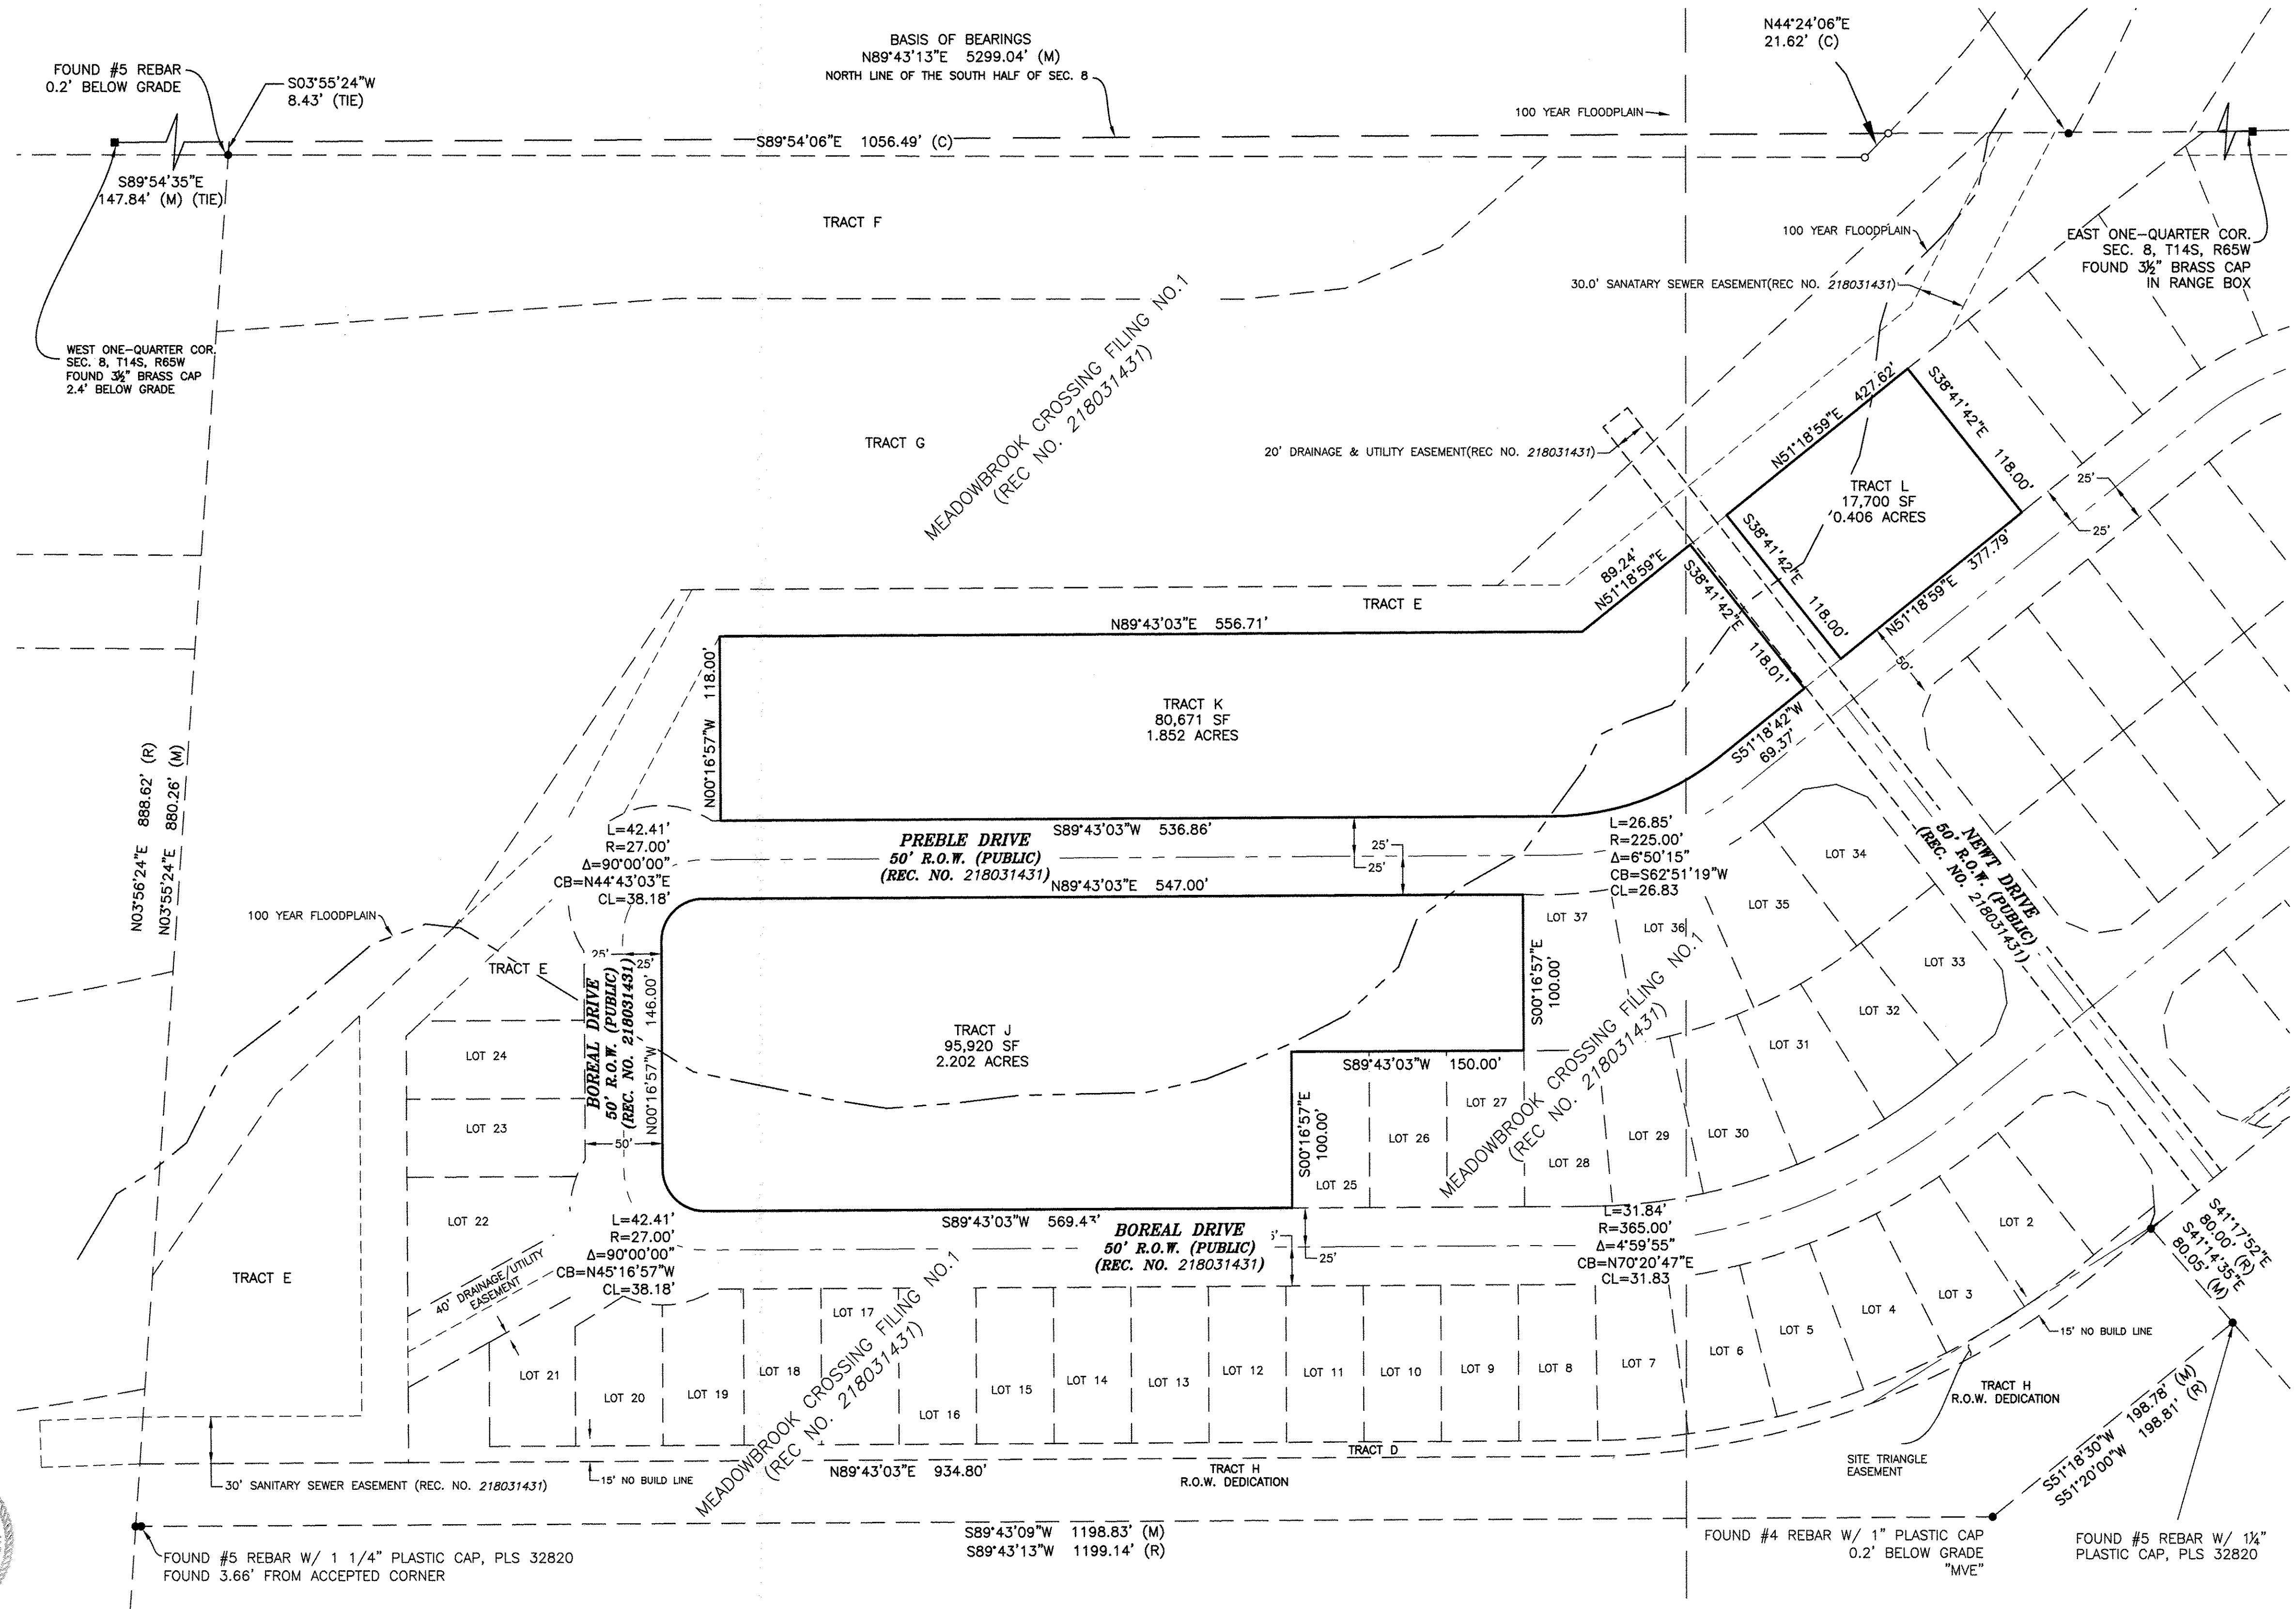 BASIS OF BEARINGS
N89°43'13"E 5299.04' (M)
NORTH LINE OF THE SOUTH HALF OF SEC. 8
N44°24'06"E
21.62' (C)
FOUND #5 REBAR
0.2' BELOW GRADE
S03°55'24"W
8.43' (TIE)
100 YEAR FLOODPLAIN
S89°54'06"E 1056.49' (C)
S89°54'35"E
147.84' (M) (TIE)
TRACT F
100 YEAR FLOODPLAIN
EAST ONE-QUARTER COR.
SEC. 8, T14S, R65W
FOUND 3½" BRASS CAP
IN RANGE BOX
30.0' SANATARY SEWER EASEMENT(REC NO. 218031431)
WEST ONE-QUARTER COR.
SEC. 8, T14S, R65W
FOUND 3½" BRASS CAP
2.4' BELOW GRADE
MEADOWBROOK CROSSING FILING NO.1
(REC NO. 218031431)
TRACT G
20' DRAINAGE & UTILITY EASEMENT(REC NO. 218031431)
N51°18'59"E 427.62'
S38°41'42"E 118.00'
TRACT L
17,700 SF
0.406 ACRES
S38°41'42"E 118.00'
N51°18'59"E 377.79'
25'
25'
50'
89.24'
N51°18'59"E
S38°41'42"E 118.01'
TRACT E
N89°43'03"E 556.71'
N00°16'57"W 118.00'
TRACT K
80,671 SF
1.852 ACRES
S51°18'42"W
69.37'
N03°56'24"E 888.62' (R)
N03°55'24"E 880.26' (M)
S89°43'03"W 536.86'
L=42.41'
R=27.00'
Δ=90°00'00"
CB=N44°43'03"E
CL=38.18'
PREBLE DRIVE
50' R.O.W. (PUBLIC)
(REC. NO. 218031431)
25'
25'
N89°43'03"E 547.00'
L=26.85'
R=225.00'
Δ=6°50'15"
CB=S62°51'19"W
CL=26.83
LOT 34
LOT 35
LOT 36
LOT 37
LOT 33
LOT 32
LOT 31
NEWT DRIVE
50' R.O.W. (PUBLIC)
(REC. NO. 218031431)
100 YEAR FLOODPLAIN
TRACT E
25'
25'
BOREAL DRIVE
50' R.O.W. (PUBLIC)
(REC. NO. 218031431)
N00°16'57"W 146.00'
50'
TRACT J
95,920 SF
2.202 ACRES
S00°16'57"E
100.00'
S89°43'03"W 150.00'
S00°16'57"E
100.00'
MEADOWBROOK CROSSING FILING NO.1
(REC NO. 218031431)
LOT 24
LOT 23
LOT 22
LOT 25
LOT 26
LOT 27
LOT 28
LOT 29
LOT 30
L=42.41'
R=27.00'
Δ=90°00'00"
CB=N45°16'57"W
CL=38.18'
S89°43'03"W 569.43'
BOREAL DRIVE
50' R.O.W. (PUBLIC)
(REC. NO. 218031431)
25'
L=31.84'
R=365.00'
Δ=4°59'55"
CB=N70°20'47"E
CL=31.83
LOT 2
S41°17'52"E
80.00' (R)
S41°14'35"E
80.05' (M)
TRACT E
40' DRAINAGE/UTILITY
EASEMENT
LOT 21
LOT 20
LOT 19
LOT 18
LOT 17
LOT 16
LOT 15
LOT 14
LOT 13
LOT 12
LOT 11
LOT 10
LOT 9
LOT 8
LOT 7
LOT 6
LOT 5
LOT 4
LOT 3
15' NO BUILD LINE
MEADOWBROOK CROSSING FILING NO.1
(REC NO. 218031431)
TRACT H
R.O.W. DEDICATION
S51°18'30"W 198.78' (M)
S51°20'00"W 198.81' (R)
TRACT D
30' SANITARY SEWER EASEMENT (REC. NO. 218031431)
15' NO BUILD LINE
N89°43'03"E 934.80'
TRACT H
R.O.W. DEDICATION
SITE TRIANGLE
EASEMENT
S89°43'09"W 1198.83' (M)
S89°43'13"W 1199.14' (R)
FOUND #5 REBAR W/ 1 1/4" PLASTIC CAP, PLS 32820
FOUND 3.66' FROM ACCEPTED CORNER
FOUND #4 REBAR W/ 1" PLASTIC CAP
0.2' BELOW GRADE
"MVE"
FOUND #5 REBAR W/ 1¼"
PLASTIC CAP, PLS 32820